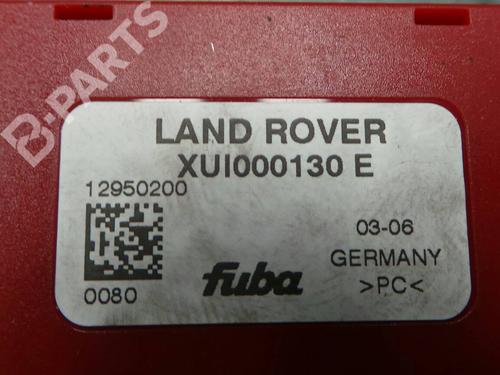 B-PARTS
LAND ROVER
XUI000130 E
12950200
03-06
GERMANY
0080
fuba
>PC<